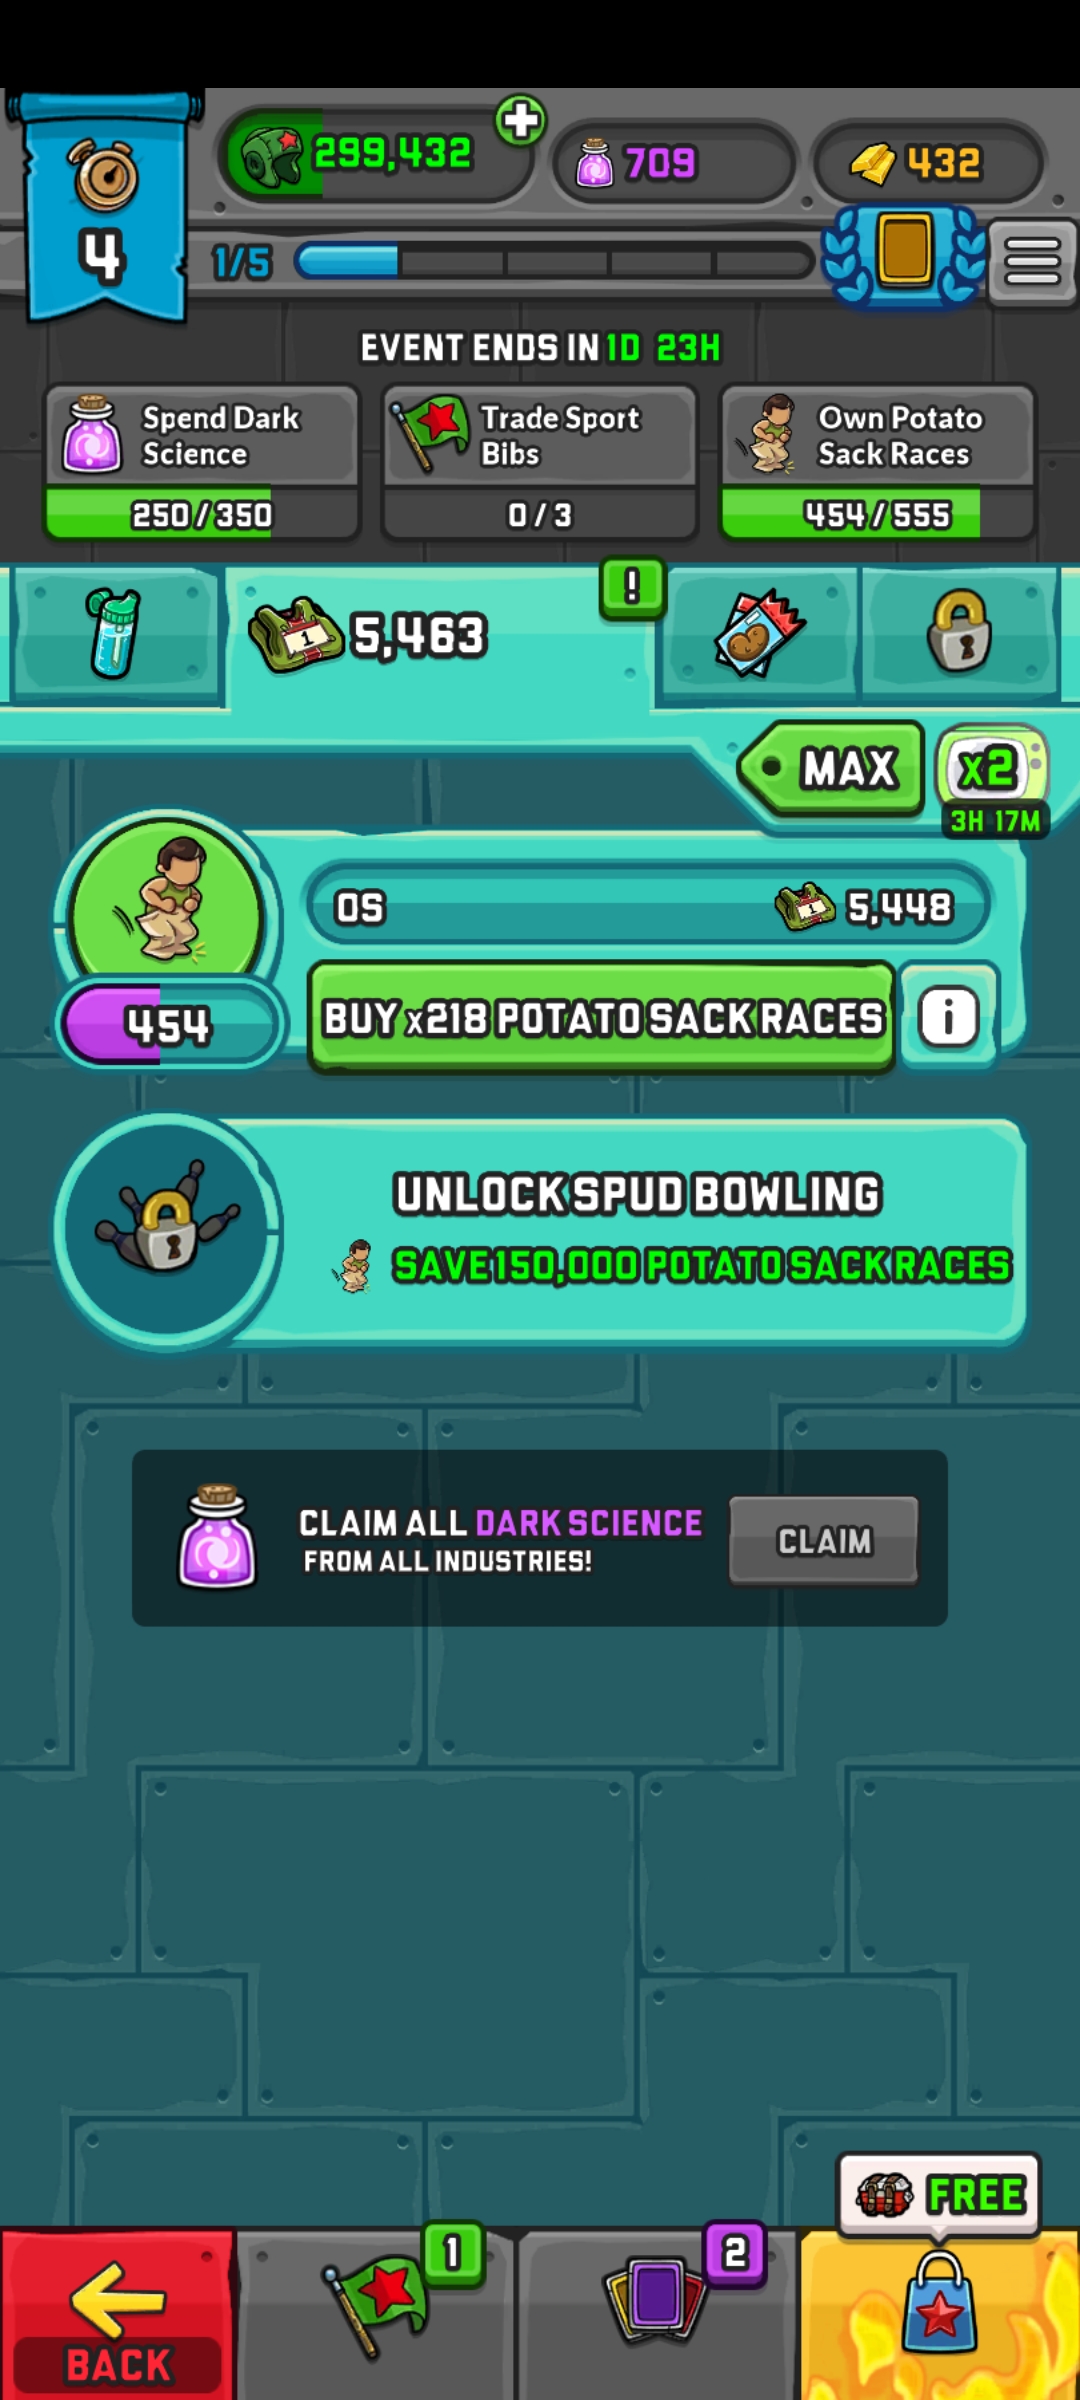 299,432
709
432
4
1/5
EVENT ENDS IN 1D 23H
Spend Dark Science
250/350
Trade Sport Bibs
0/3
Own Potato Sack Races
454/555
1
5,463
!
MAX
x2
3H 17M
0S
1
5,448
454
BUY x218 POTATO SACK RACES
i
UNLOCK SPUD BOWLING
SAVE 150,000 POTATO SACK RACES
CLAIM ALL DARK SCIENCE
FROM ALL INDUSTRIES!
CLAIM
FREE
1
2
BACK